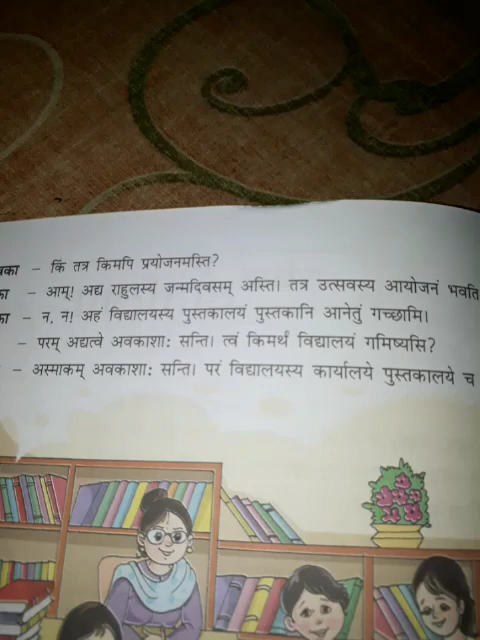 – किं तत्र किमपि प्रयोजनमस्ति?
– आम्! अद्य राहुलस्य जन्मदिवसम् अस्ति। तत्र उत्सवस्य आयोजनं भवति
– न, न! अहं विद्यालयस्य पुस्तकालयं पुस्तकानि आनेतुं गच्छामि।
– परम् अद्यत्वे अवकाशाः सन्ति। त्वं किमर्थं विद्यालयं गमिष्यसि?
– अस्माकम् अवकाशाः सन्ति। परं विद्यालयस्य कार्यालये पुस्तकालये च